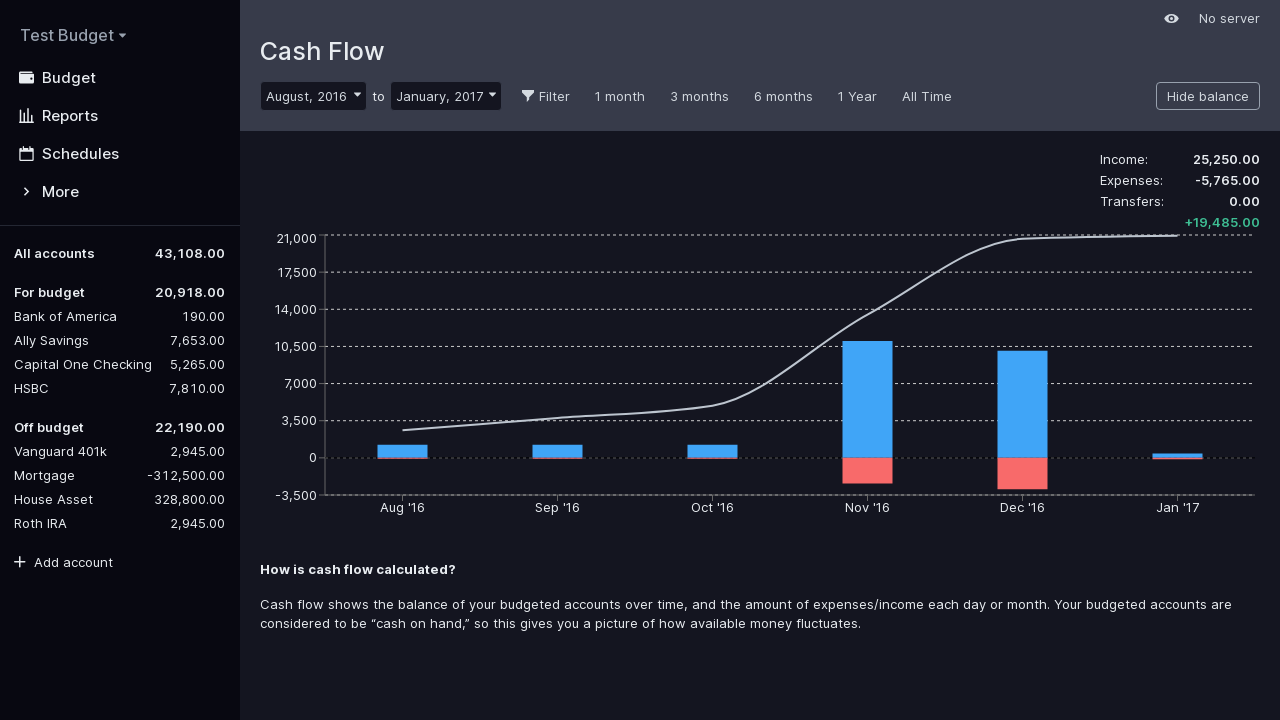 Test Budget
Budget
Reports
Schedules
More
All accounts 43,108.00
For budget 20,918.00
Bank of America 190.00
Ally Savings 7,653.00
Capital One Checking 5,265.00
HSBC 7,810.00
Off budget 22,190.00
Vanguard 401k 2,945.00
Mortgage -312,500.00
House Asset 328,800.00
Roth IRA 2,945.00
Add account
No server
Cash Flow
August, 2016 to January, 2017 Filter 1 month 3 months 6 months 1 Year All Time Hide balance
Income: 25,250.00
Expenses: -5,765.00
Transfers: 0.00
+19,485.00
21,000
17,500
14,000
10,500
7000
3,500
0
-3,500
Aug '16 Sep '16 Oct '16 Nov '16 Dec '16 Jan '17
How is cash flow calculated?
Cash flow shows the balance of your budgeted accounts over time, and the amount of expenses/income each day or month. Your budgeted accounts are
considered to be “cash on hand,” so this gives you a picture of how available money fluctuates.